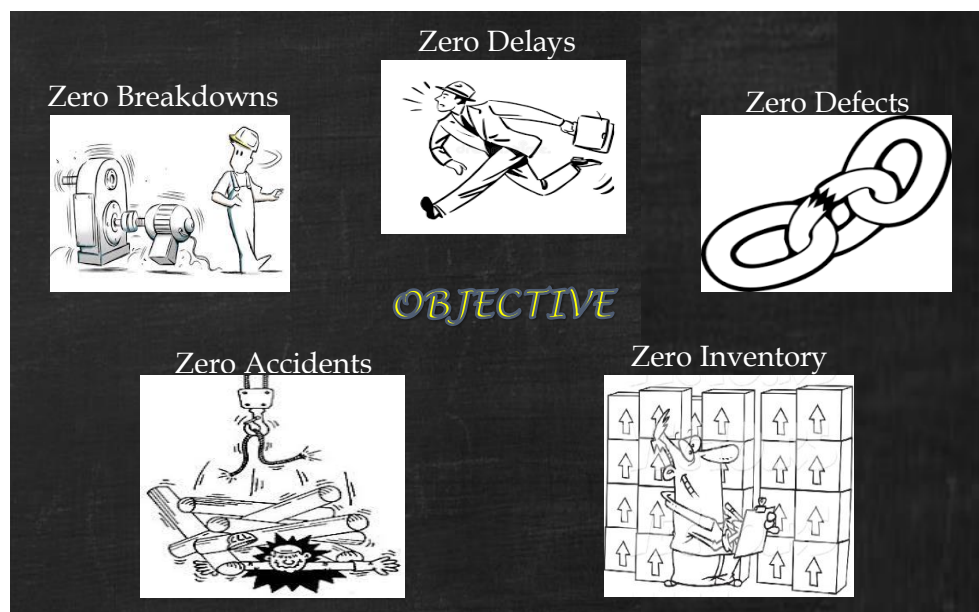 Zero Delays
Zero Breakdowns
Zero Defects
OBJECTIVE
Zero Accidents
Zero Inventory